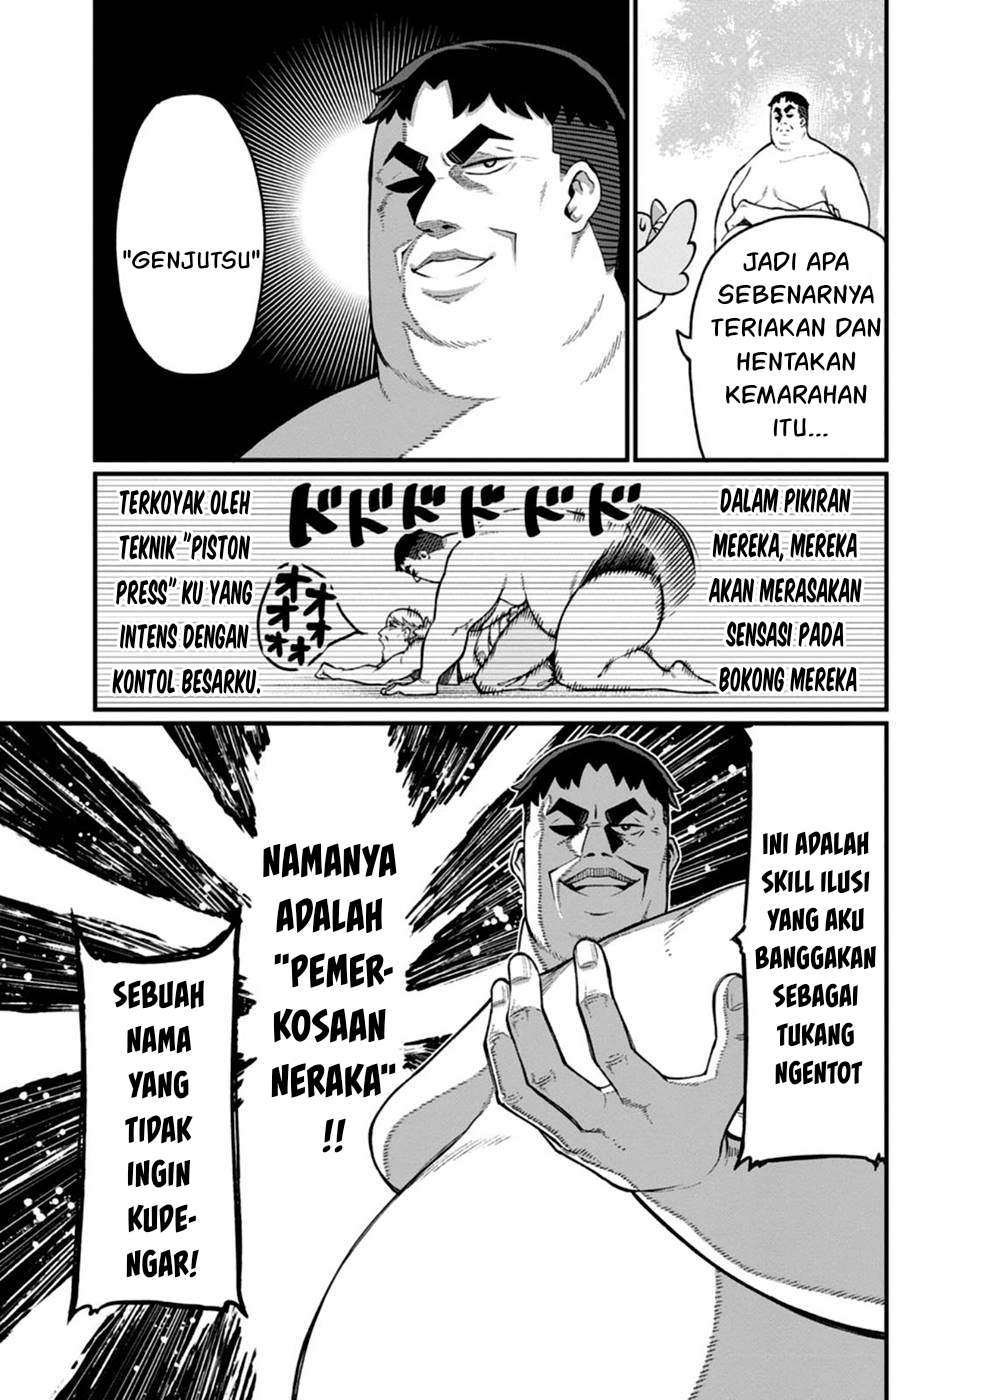 JADI APA
SEBENARNYA
TERIAKAN DAN
HENTAKAN
KEMARAHAN
ITU...
"GENJUTSU"
DALAM PIKIRAN
MEREKA, MEREKA
AKAN MERASAKAN
SENSASI PADA
BOKONG MEREKA
ドドドドドド
オオオオオオオ
TERKOYAK OLEH
TEKNIK "PISTON
PRESS" KU YANG
INTENS DENGAN
KONTOL BESARKU.
INI ADALAH
SKILL ILUSI
YANG AKU
BANGGAKAN
SEBAGAI
TUKANG
NGENTOT
NAMANYA
ADALAH
"PEMER-
KOSAAN
NERAKA"
!!
SEBUAH
NAMA
YANG
TIDAK
INGIN
KUDE-
NGAR!